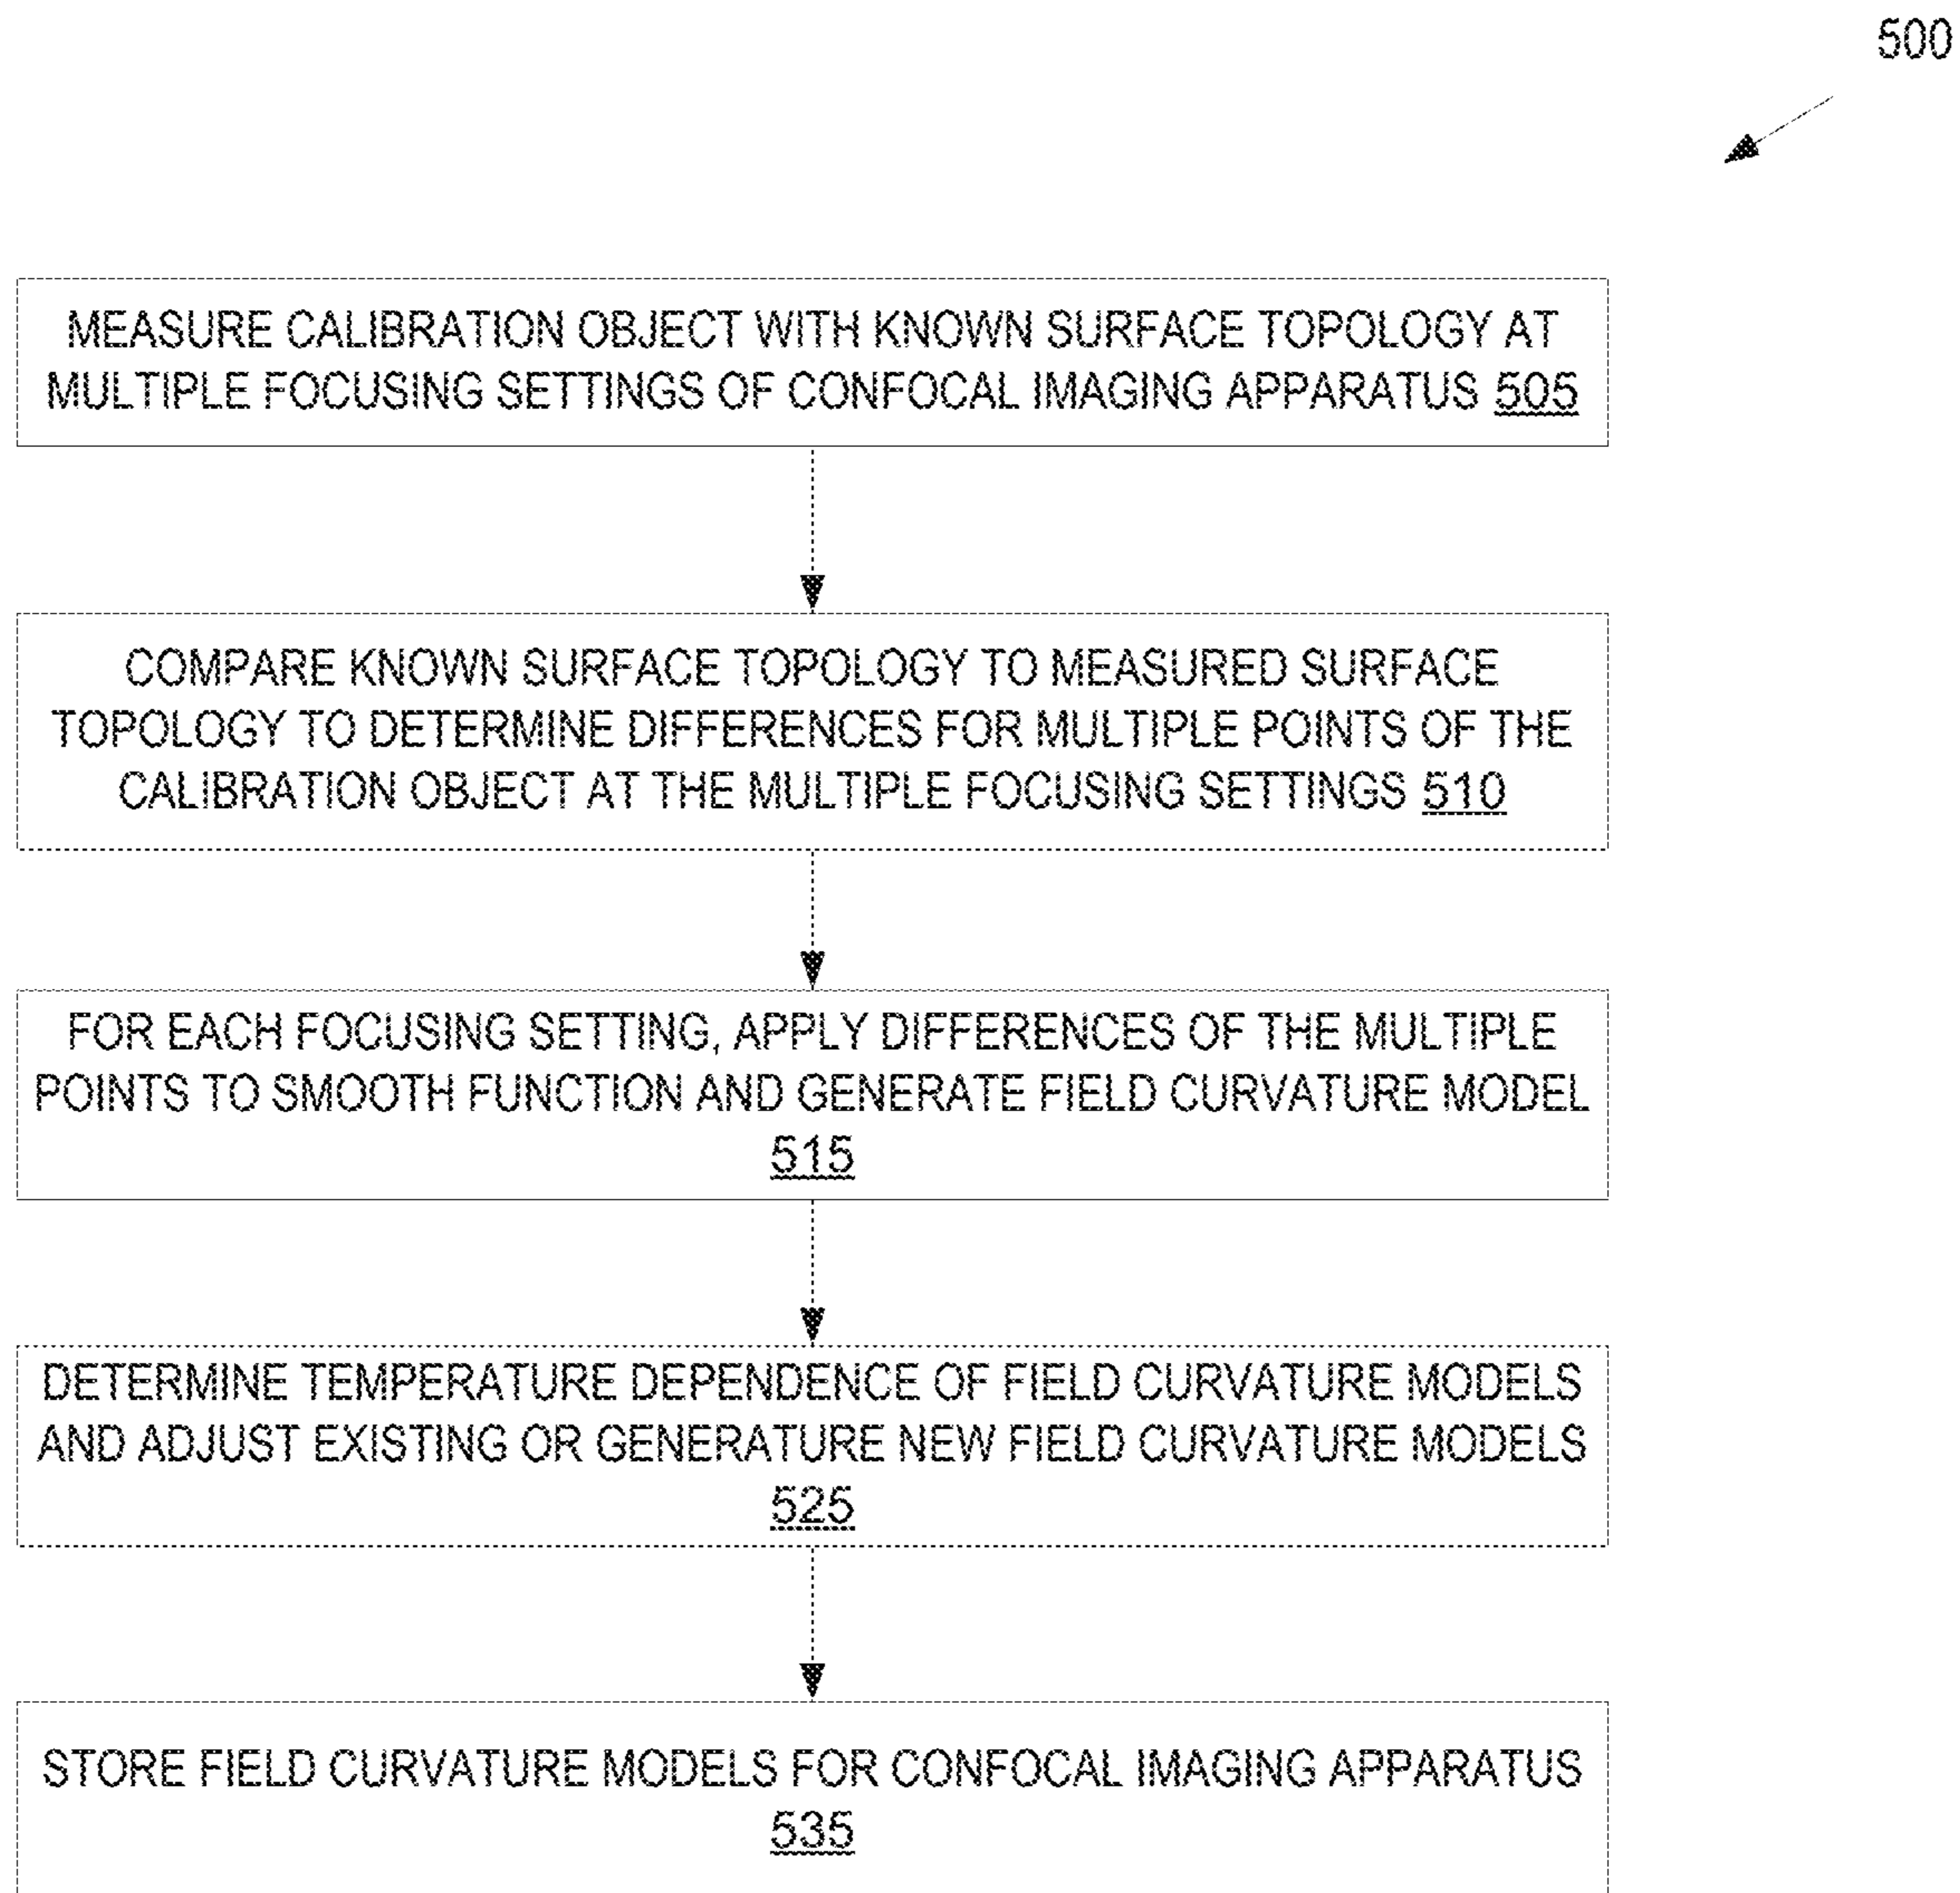 500
MEASURE CALIBRATION OBJECT WITH KNOWN SURFACE TOPOLOGY AT
MULTIPLE FOCUSING SETTINGS OF CONFOCAL IMAGING APPARATUS 505
COMPARE KNOWN SURFACE TOPOLOGY TO MEASURED SURFACE
TOPOLOGY TO DETERMINE DIFFERENCES FOR MULTIPLE POINTS OF THE
CALIBRATION OBJECT AT THE MULTIPLE FOCUSING SETTINGS 510
FOR EACH FOCUSING SETTING, APPLY DIFFERENCES OF THE MULTIPLE
POINTS TO SMOOTH FUNCTION AND GENERATE FIELD CURVATURE MODEL
515
DETERMINE TEMPERATURE DEPENDENCE OF FIELD CURVATURE MODELS
AND ADJUST EXISTING OR GENERATURE NEW FIELD CURVATURE MODELS
525
STORE FIELD CURVATURE MODELS FOR CONFOCAL IMAGING APPARATUS
535